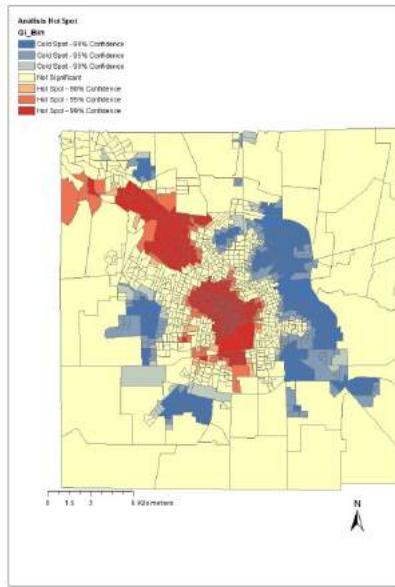 Análisis Hot Spot
Gi_Bin
Cold Spot - 99% Confidence
Cold Spot - 95% Confidence
Cold Spot - 90% Confidence
Not Significant
Hot Spot - 90% Confidence
Hot Spot - 95% Confidence
Hot Spot - 99% Confidence
0 1.5 3 6 Kilometers
N